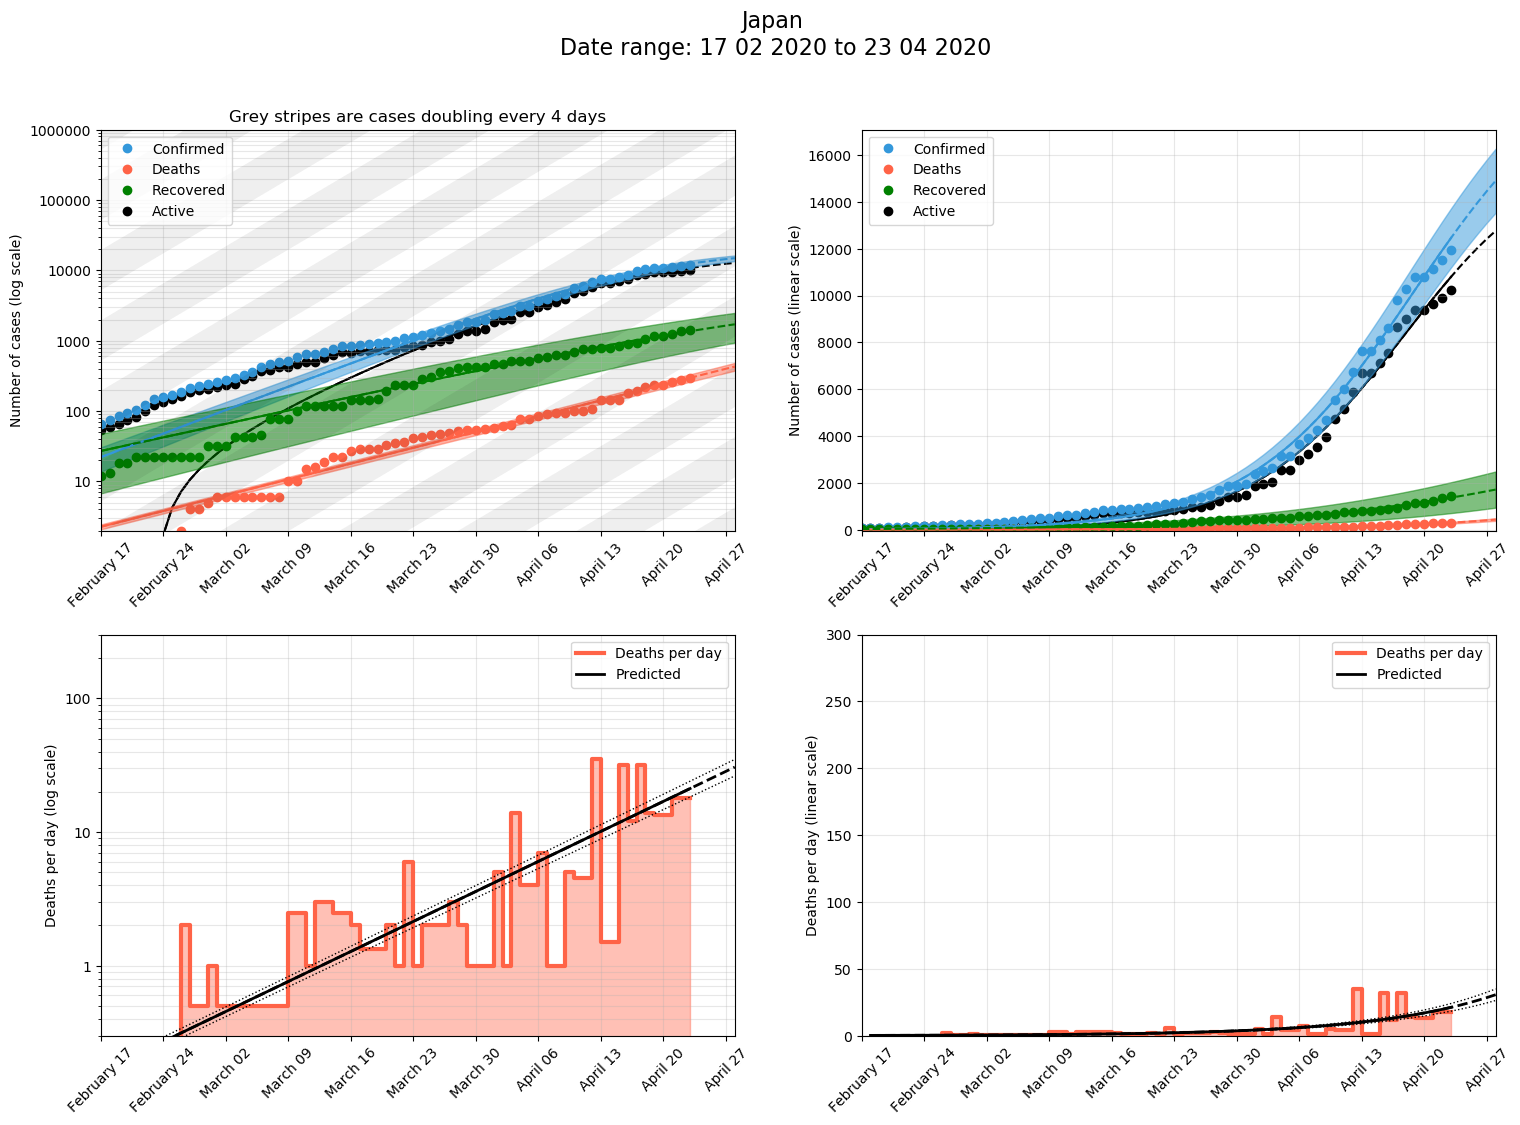 Japan
Date range: 17 02 2020 to 23 04 2020
Grey stripes are cases doubling every 4 days
Number of cases (log scale)
1000000
100000
10000
1000
100
10
Confirmed
Deaths
Recovered
Active
February 17
February 24
March 02
March 09
March 16
March 23
March 30
April 06
April 13
April 20
April 27
Number of cases (linear scale)
16000
14000
12000
10000
8000
6000
4000
2000
0
Confirmed
Deaths
Recovered
Active
February 17
February 24
March 02
March 09
March 16
March 23
March 30
April 06
April 13
April 20
April 27
Deaths per day (log scale)
100
10
1
Deaths per day
Predicted
February 17
February 24
March 02
March 09
March 16
March 23
March 30
April 06
April 13
April 20
April 27
Deaths per day (linear scale)
300
250
200
150
100
50
0
Deaths per day
Predicted
February 17
February 24
March 02
March 09
March 16
March 23
March 30
April 06
April 13
April 20
April 27